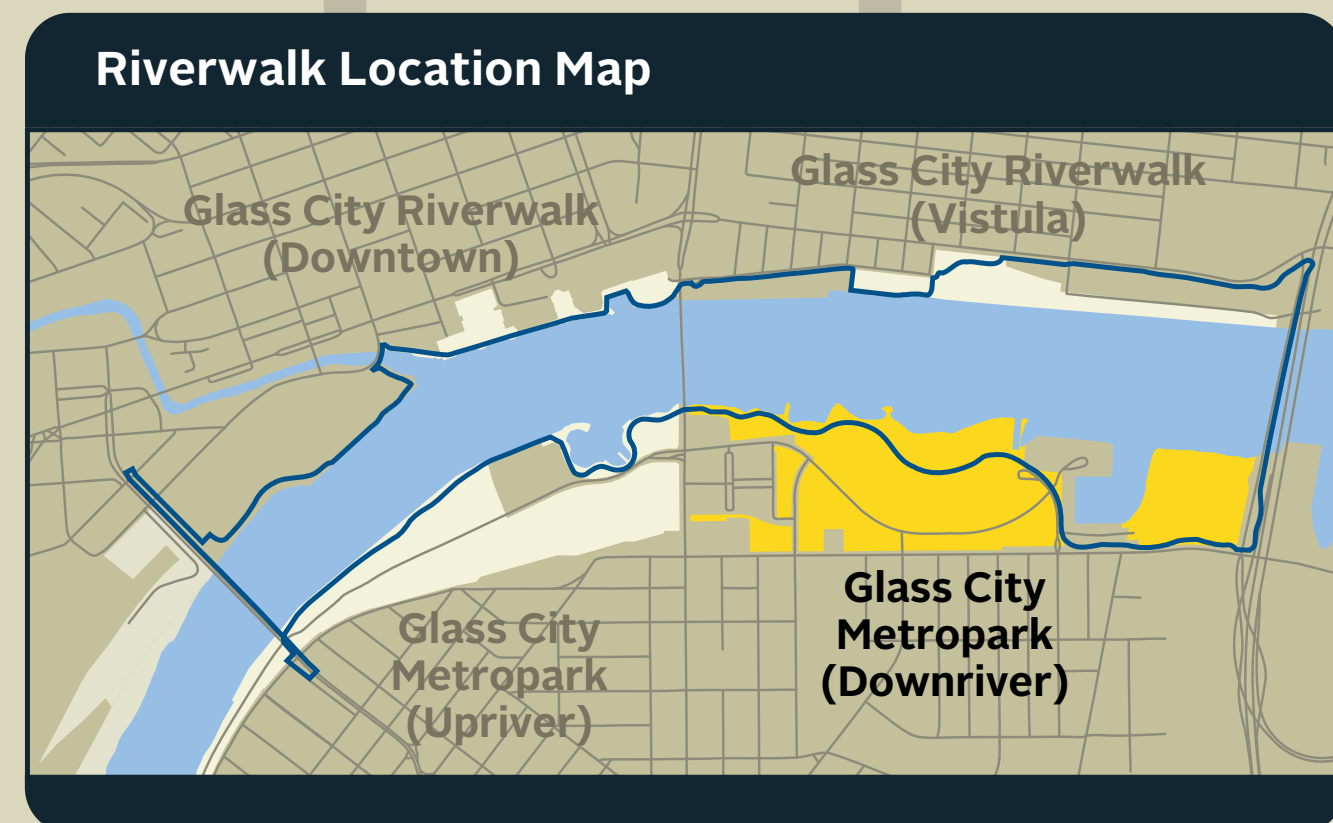 Riverwalk Location Map
Glass City Riverwalk
(Vistula)
Glass City Riverwalk
(Downtown)
Glass City
Metropark
(Downriver)
Glass City
Metropark
(Upriver)